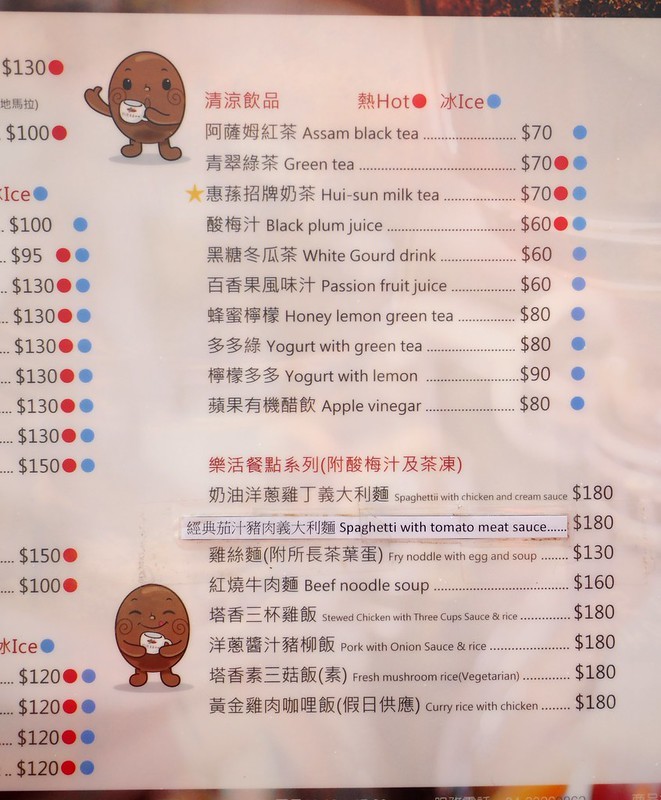 $130
地馬拉)
$100
Ice
$100
$95
$130
$130
$130
$130
$130
$130
$150
$150
$100
冰Ice
$120
$120
$120
$120
清涼飲品 熱Hot 冰Ice
阿薩姆紅茶 Assam black tea $70
青翠綠茶 Green tea $70
惠蓀招牌奶茶 Hui-sun milk tea $70
酸梅汁 Black plum juice $60
黑糖冬瓜茶 White Gourd drink $60
百香果風味汁 Passion fruit juice $60
蜂蜜檸檬 Honey lemon green tea $80
多多綠 Yogurt with green tea $80
檸檬多多 Yogurt with lemon $90
蘋果有機醋飲 Apple vinegar $80
樂活餐點系列(附酸梅汁及茶凍)
奶油洋蔥雞丁義大利麵 Spaghettii with chicken and cream sauce $180
經典茄汁豬肉義大利麵 Spaghetti with tomato meat sauce...... $180
雞絲麵(附所長茶葉蛋) Fry noddle with egg and soup $130
紅燒牛肉麵 Beef noodle soup $160
塔香三杯雞飯 Stewed Chicken with Three Cups Sauce & rice $180
洋蔥醬汁豬柳飯 Pork with Onion Sauce & rice $180
塔香素三菇飯(素) Fresh mushroom rice(Vegetarian) $180
黃金雞肉咖哩飯(假日供應) Curry rice with chicken $180